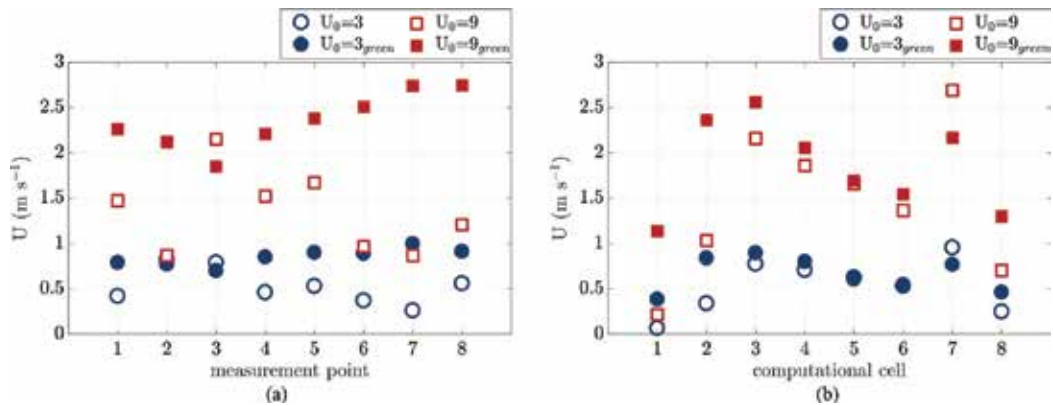 U₀=3 U₀=9
U₀=3green U₀=9green
3
2.5
2
1.5
1
0.5
0
U (m s⁻¹)
1 2 3 4 5 6 7 8
measurement point
(a)
U₀=3 U₀=9
U₀=3green U₀=9green
3
2.5
2
1.5
1
0.5
0
U (m s⁻¹)
1 2 3 4 5 6 7 8
computational cell
(b)